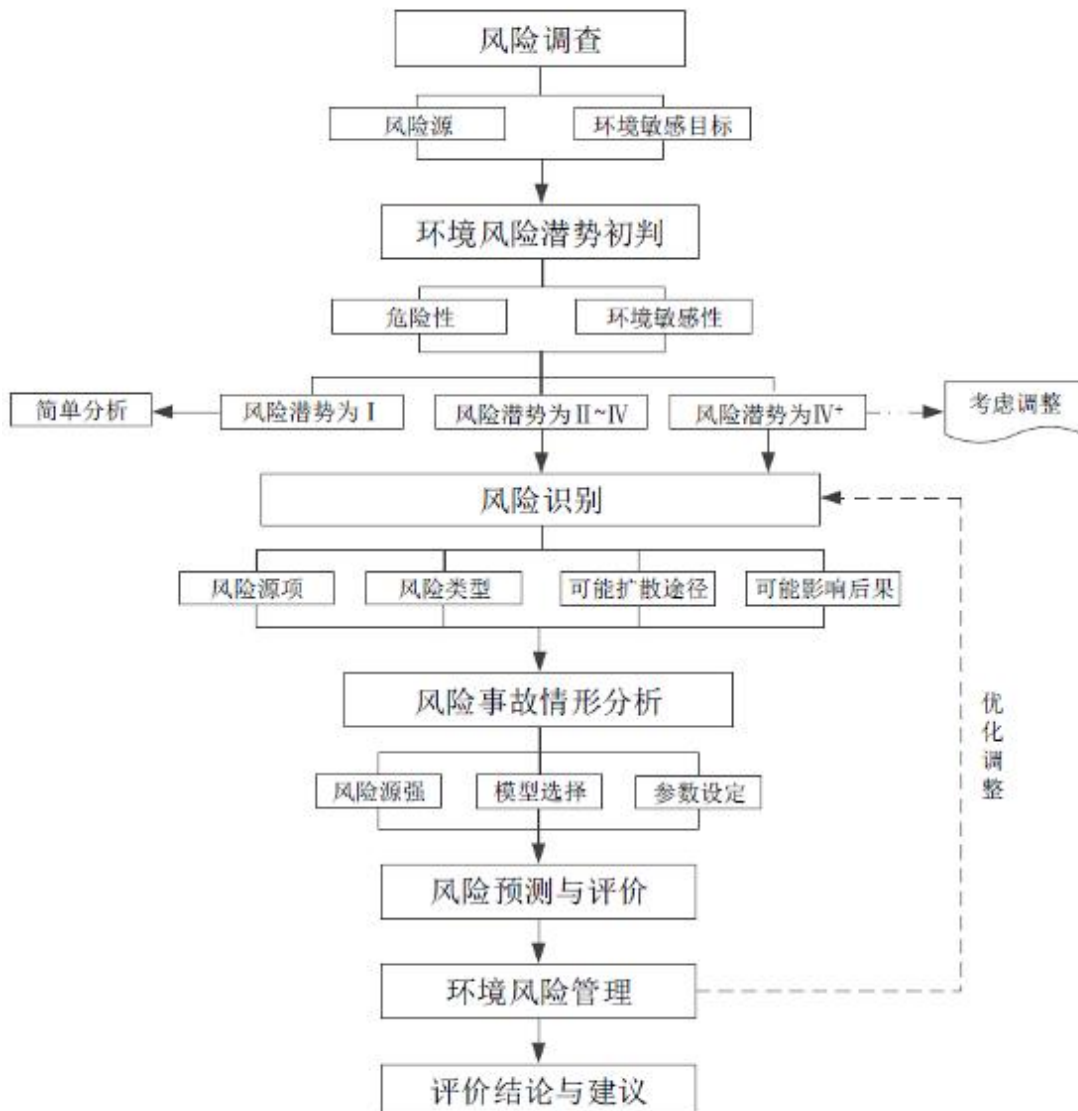 风险调查
风险源
环境敏感目标
环境风险潜势初判
危险性
环境敏感性
简单分析
风险潜势为Ⅰ
风险潜势为Ⅱ~Ⅳ
风险潜势为Ⅳ⁺
考虑调整
风险识别
风险源项
风险类型
可能扩散途径
可能影响后果
风险事故情形分析
优化调整
风险源强
模型选择
参数设定
风险预测与评价
环境风险管理
评价结论与建议